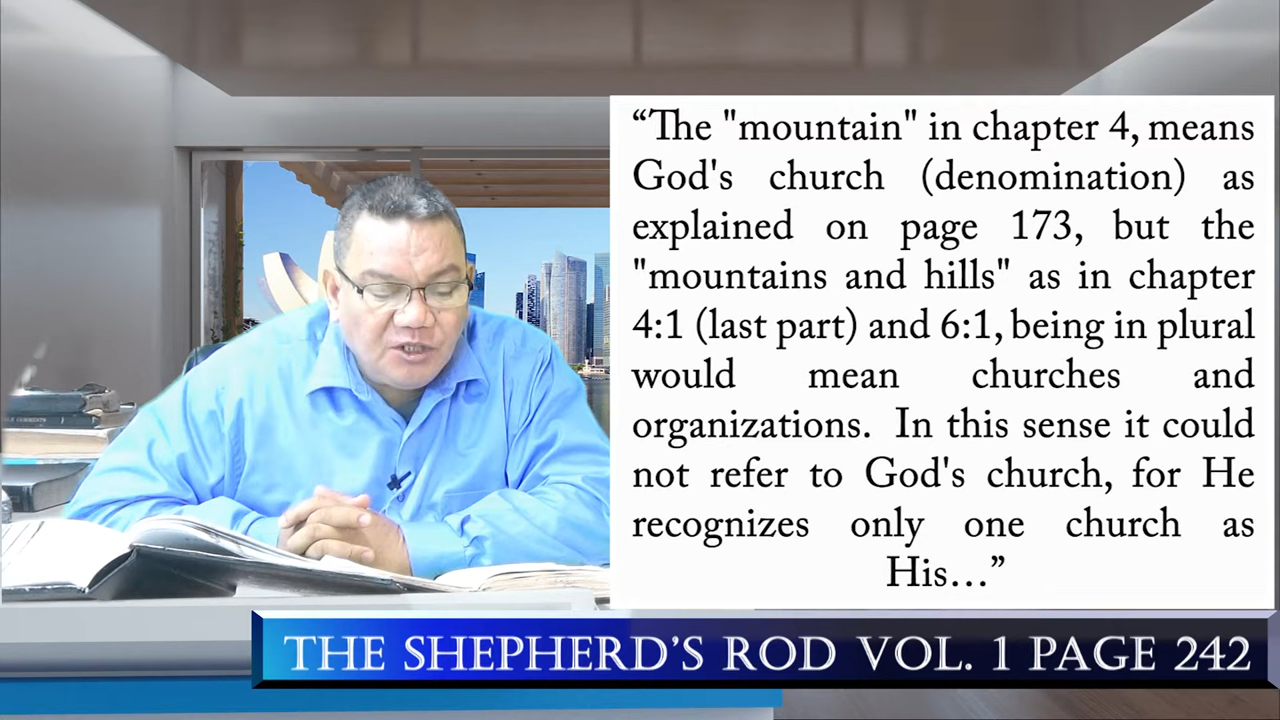 “The "mountain" in chapter 4, means
God's church (denomination) as
explained on page 173, but the
"mountains and hills" as in chapter
4:1 (last part) and 6:1, being in plural
would mean churches and
organizations. In this sense it could
not refer to God's church, for He
recognizes only one church as
His…”
THE SHEPHERD’S ROD VOL. 1 PAGE 242